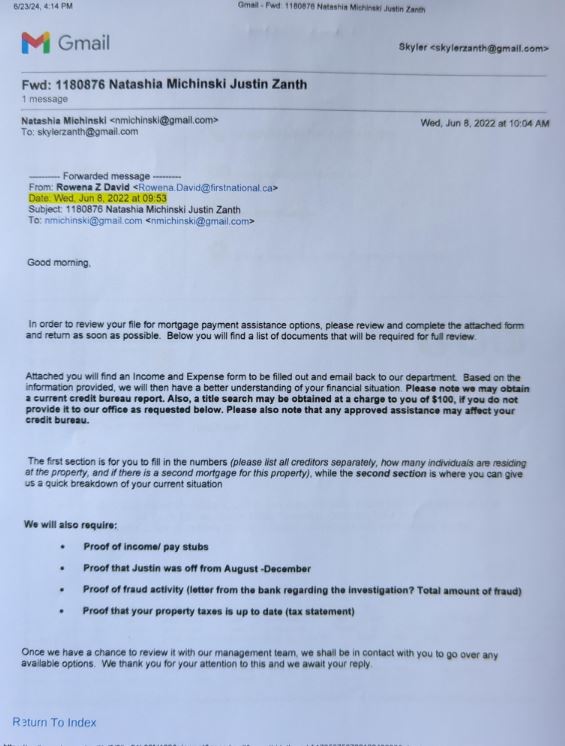 6/23/24, 4:14 PM Gmail - Fwd: 1180876 Natashia Michinski Justin Zanth
Gmail Skyler <skylerzanth@gmail.com>
Fwd: 1180876 Natashia Michinski Justin Zanth
1 message
Natashia Michinski <nmichinski@gmail.com> Wed, Jun 8, 2022 at 10:04 AM
To: skylerzanth@gmail.com
---------- Forwarded message ----------
From: Rowena Z David <Rowena.David@firstnational.ca>
Date: Wed, Jun 8, 2022 at 09:53
Subject: 1180876 Natashia Michinski Justin Zanth
To: nmichinski@gmail.com <nmichinski@gmail.com>
Good morning,
In order to review your file for mortgage payment assistance options, please review and complete the attached form
and return as soon as possible. Below you will find a list of documents that will be required for full review.
Attached you will find an Income and Expense form to be filled out and email back to our department. Based on the
information provided, we will then have a better understanding of your financial situation. Please note we may obtain
a current credit bureau report. Also, a title search may be obtained at a charge to you of $100, if you do not
provide it to our office as requested below. Please also note that any approved assistance may affect your
credit bureau.
The first section is for you to fill in the numbers (please list all creditors separately, how many individuals are residing
at the property, and if there is a second mortgage for this property), while the second section is where you can give
us a quick breakdown of your current situation
We will also require:
• Proof of income/ pay stubs
• Proof that Justin was off from August -December
• Proof of fraud activity (letter from the bank regarding the investigation? Total amount of fraud)
• Proof that your property taxes is up to date (tax statement)
Once we have a chance to review it with our management team, we shall be in contact with you to go over any
available options. We thank you for your attention to this and we await your reply.
Return To Index